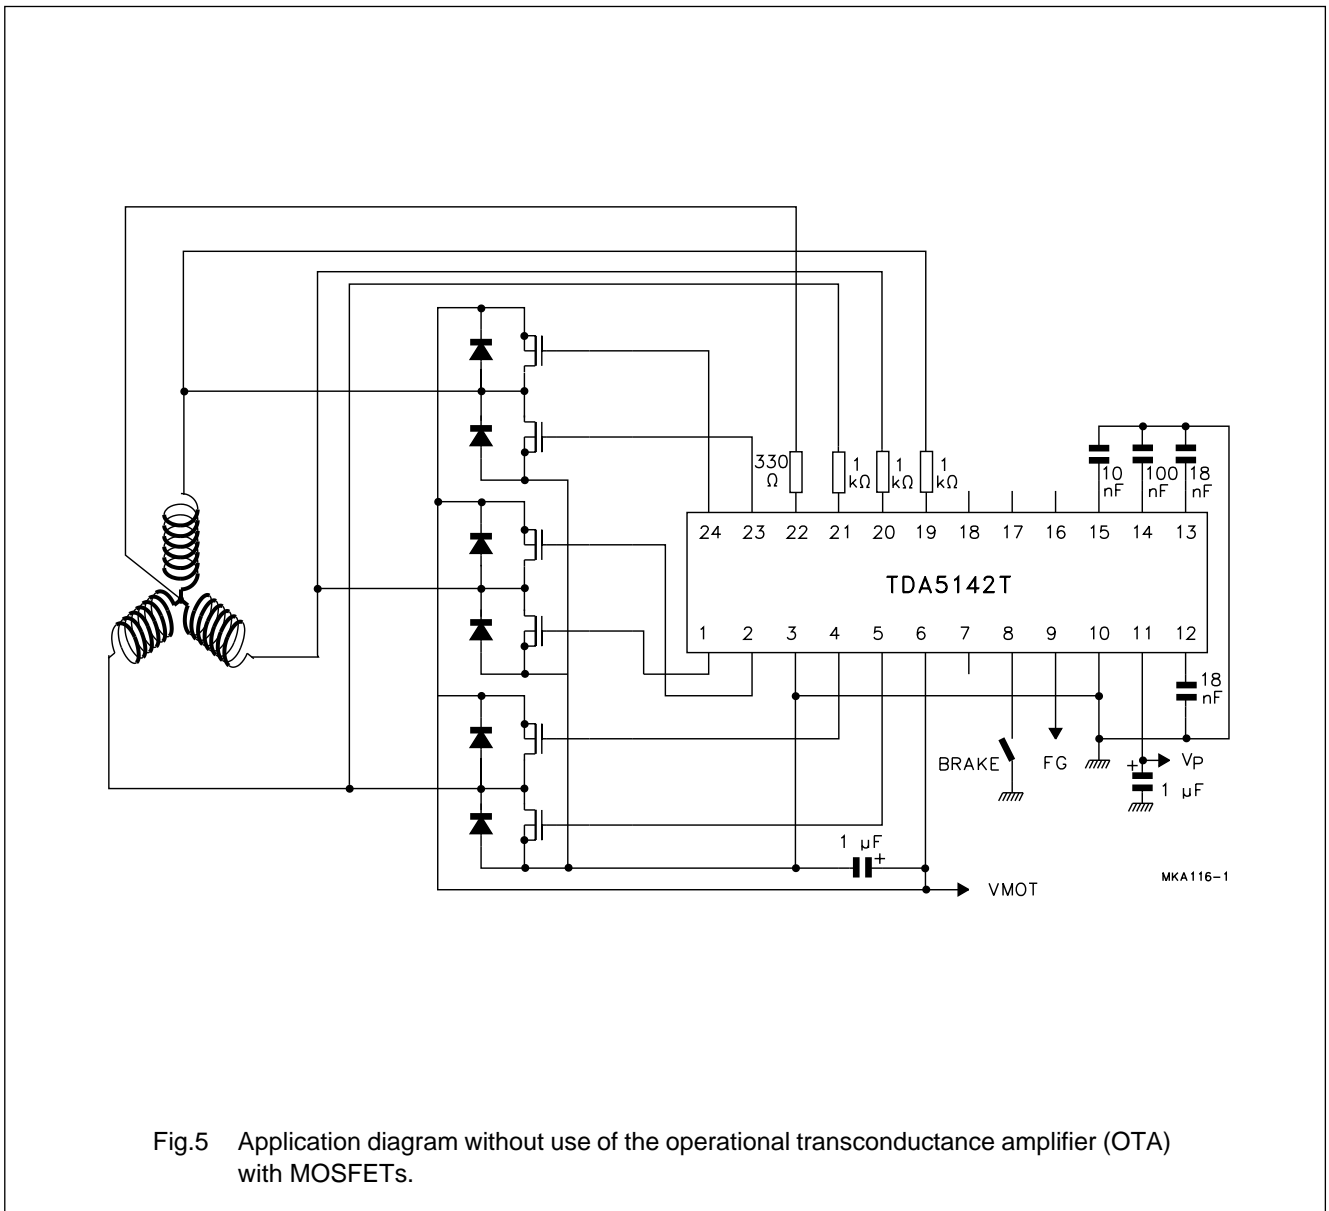 330
Ω
1
kΩ
1
kΩ
1
kΩ
10
nF
100
nF
18
nF
24 23 22 21 20 19 18 17 16 15 14 13
TDA5142T
1 2 3 4 5 6 7 8 9 10 11 12
18
nF
BRAKE
FG
+
VP
1 µF
1 µF
+
VMOT
MKA116-1
Fig.5 Application diagram without use of the operational transconductance amplifier (OTA)
with MOSFETs.